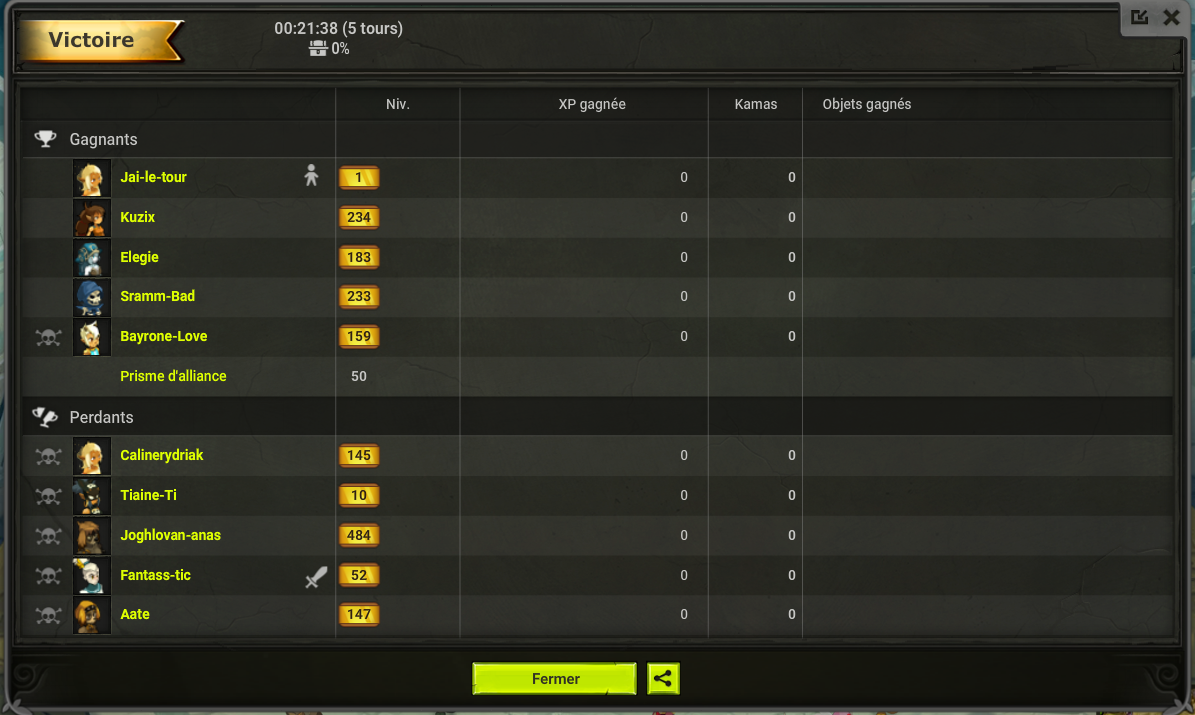 Victoire
00:21:38 (5 tours)
0%
Niv. XP gagnée Kamas Objets gagnés
Gagnants
Jai-le-tour 1 0 0
Kuzix 234 0 0
Elegie 183 0 0
Sramm-Bad 233 0 0
Bayrone-Love 159 0 0
Prisme d'alliance 50
Perdants
Calinerydriak 145 0 0
Tiaine-Ti 10 0 0
Joghlovan-anas 484 0 0
Fantass-tic 52 0 0
Aate 147 0 0
Fermer